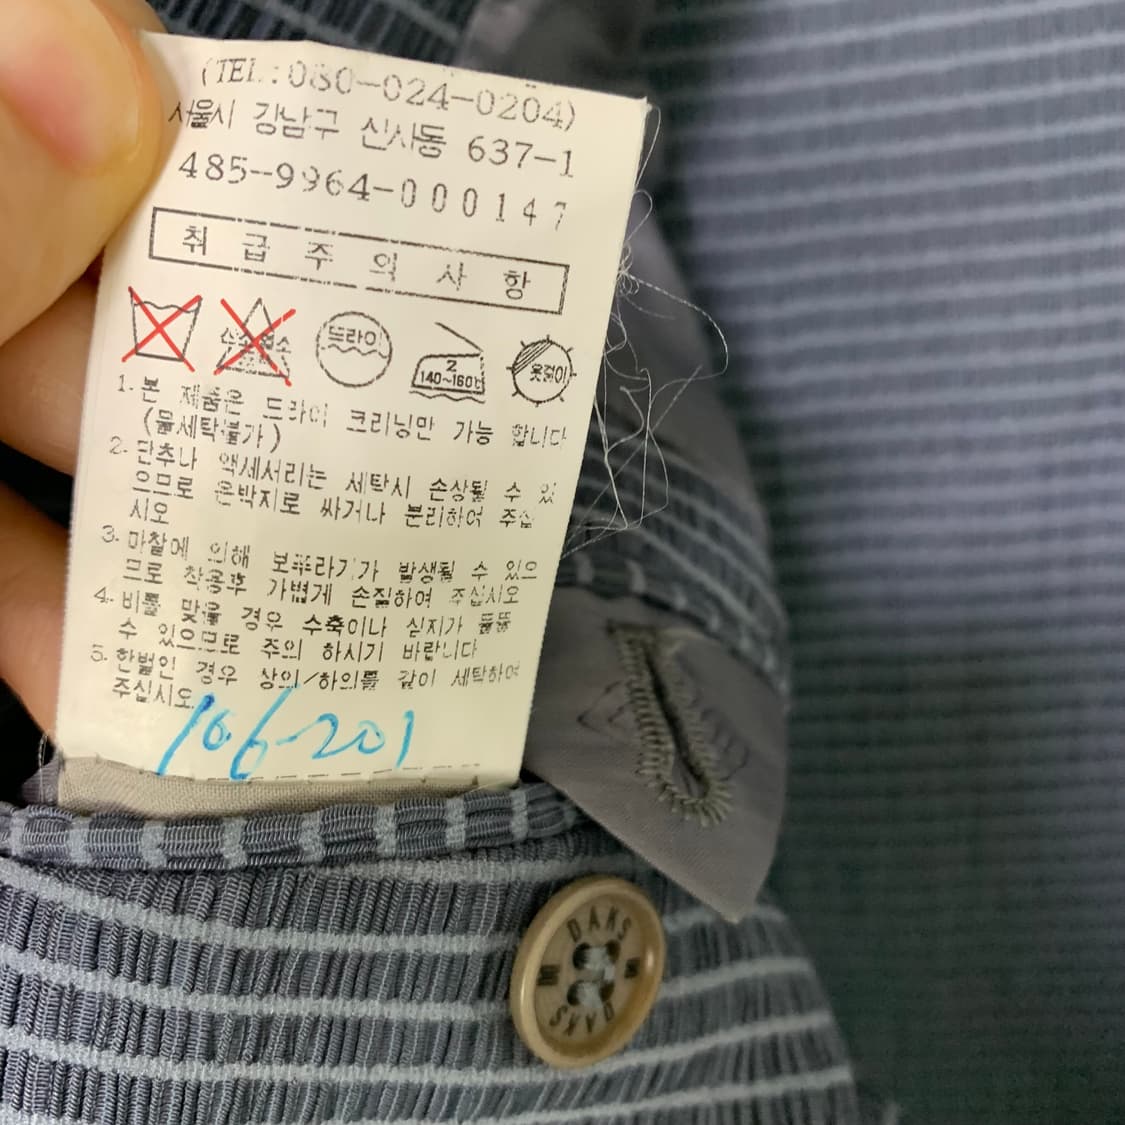 (TEL.:080-024-0204)
서울시 강남구 신사동 637-1
485-9964-000147
취 급 주 의 사 항
산소 염소
드라이
2
140~160℃
옷걸이
1. 본 제품은 드라이 크리닝만 가능 합니다
(물세탁불가)
2. 단추나 액세서리는 세탁시 손상될 수 있
으므로 은박지로 싸거나 분리하여 주십
시오
3. 마찰에 의해 보푸라기가 발생될 수 있으
므로 착용후 가볍게 손질하여 주십시오
4. 비를 맞을 경우 수축이나 심지가 들뜰
수 있으므로 주의 하시기 바랍니다
5. 한벌인 경우 상의/하의를 같이 세탁하여
주십시오
106-201
DAKS
DAKS